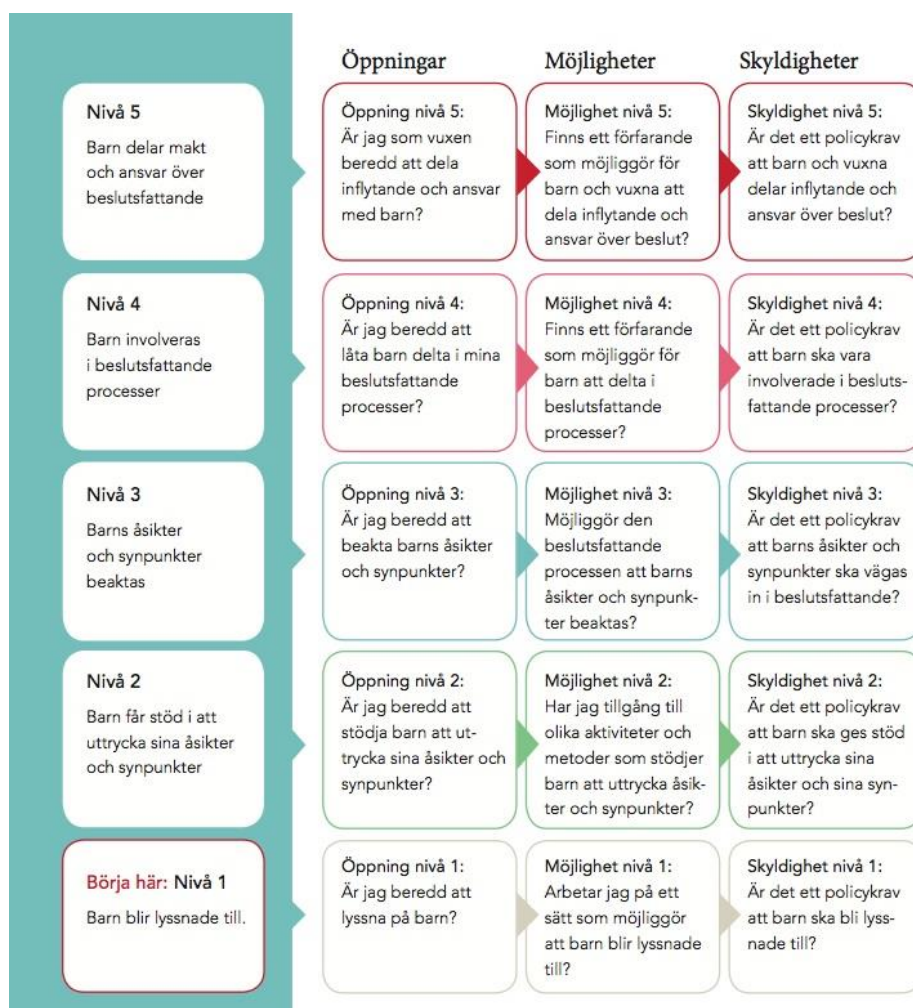 Öppningar
Möjligheter
Skyldigheter
Nivå 5
Barn delar makt
och ansvar över
beslutsfattande
Öppning nivå 5:
Är jag som vuxen
beredd att dela
inflytande och ansvar
med barn?
Möjlighet nivå 5:
Finns ett förfarande
som möjliggör för
barn och vuxna att
dela inflytande och
ansvar över beslut?
Skyldighet nivå 5:
Är det ett policykrav
att barn och vuxna
delar inflytande och
ansvar över beslut?
Nivå 4
Barn involveras
i beslutsfattande
processer
Öppning nivå 4:
Är jag beredd att
låta barn delta i mina
beslutsfattande
processer?
Möjlighet nivå 4:
Finns ett förfarande
som möjliggör för
barn att delta i
beslutsfattande
processer?
Skyldighet nivå 4:
Är det ett policykrav
att barn ska vara
involverade i besluts-
fattande processer?
Nivå 3
Barns åsikter
och synpunkter
beaktas
Öppning nivå 3:
Är jag beredd att
beakta barns åsikter
och synpunkter?
Möjlighet nivå 3:
Möjliggör den
beslutsfattande
processen att barns
åsikter och synpunk-
ter beaktas?
Skyldighet nivå 3:
Är det ett policykrav
att barns åsikter och
synpunkter ska vägas
in i beslutsfattande?
Nivå 2
Barn får stöd i att
uttrycka sina åsikter
och synpunkter
Öppning nivå 2:
Är jag beredd att
stödja barn att ut-
trycka sina åsikter och
synpunkter?
Möjlighet nivå 2:
Har jag tillgång till
olika aktiviteter och
metoder som stödjer
barn att uttrycka åsik-
ter och synpunkter?
Skyldighet nivå 2:
Är det ett policykrav
att barn ska ges stöd
i att uttrycka sina
åsikter och sina syn-
punkter?
Börja här: Nivå 1
Barn blir lyssnade till.
Öppning nivå 1:
Är jag beredd att
lyssna på barn?
Möjlighet nivå 1:
Arbetar jag på ett
sätt som möjliggör
att barn blir lyssnade
till?
Skyldighet nivå 1:
Är det ett policykrav
att barn ska bli lyss-
nade till?